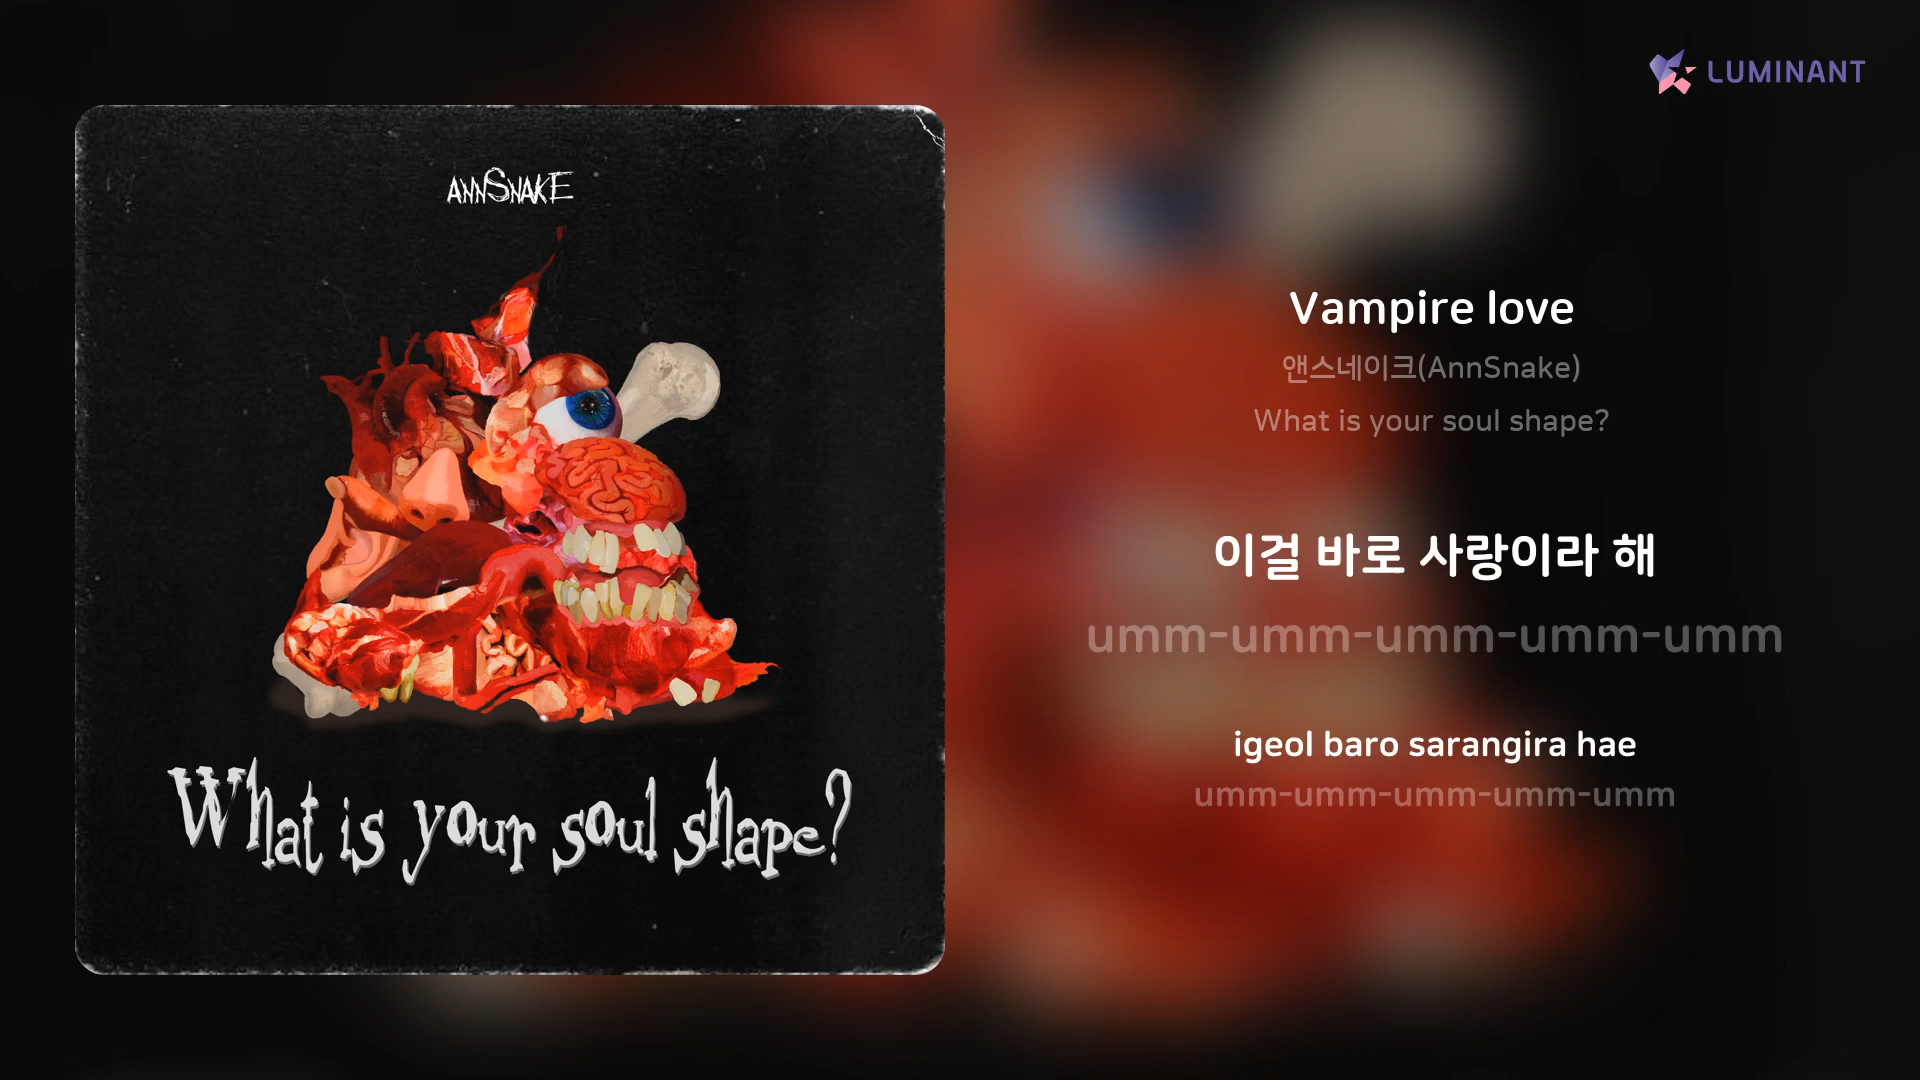 LUMINANT
ANNSNAKE
What is your soul shape?
Vampire love
앤스네이크(AnnSnake)
What is your soul shape?
이걸 바로 사랑이라 해
umm-umm-umm-umm-umm
igeol baro sarangira hae
umm-umm-umm-umm-umm